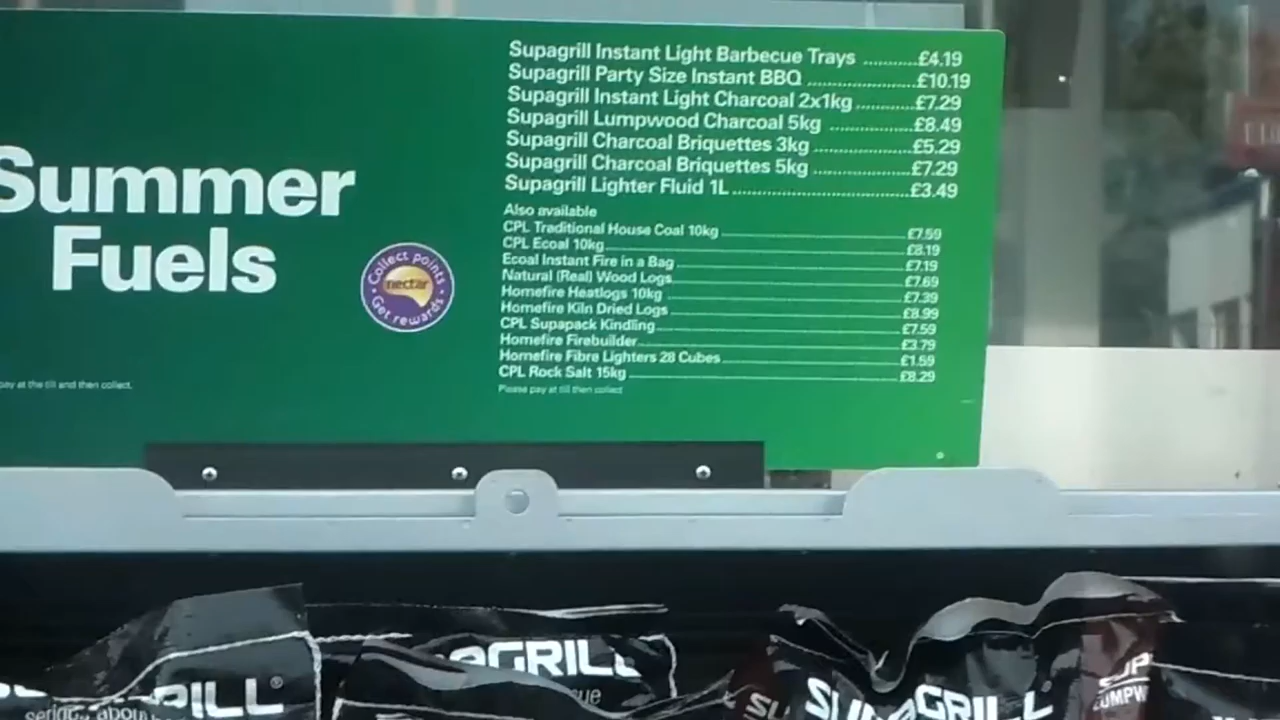 Summer
Fuels
Collect points
nectar
Get rewards
pay at the till and then collect.
Supagrill Instant Light Barbecue Trays ............£4.19
Supagrill Party Size Instant BBQ ............£10.19
Supagrill Instant Light Charcoal 2x1kg ............£7.29
Supagrill Lumpwood Charcoal 5kg ............£8.49
Supagrill Charcoal Briquettes 3kg ............£5.29
Supagrill Charcoal Briquettes 5kg ............£7.29
Supagrill Lighter Fluid 1L ............£3.49
Also available
CPL Traditional House Coal 10kg ............£7.59
CPL Ecoal 10kg ............£8.19
Ecoal Instant Fire in a Bag ............£7.19
Natural (Real) Wood Logs ............£7.69
Homefire Heatlogs 10kg ............£7.39
Homefire Kiln Dried Logs ............£8.99
CPL Supapack Kindling ............£7.59
Homefire Firebuilder ............£3.79
Homefire Fibre Lighters 28 Cubes ............£1.59
CPL Rock Salt 15kg ............£8.29
Please pay at till then collect
RILL®
AGRILL
SUPAGRILL
SUP
LUMPW